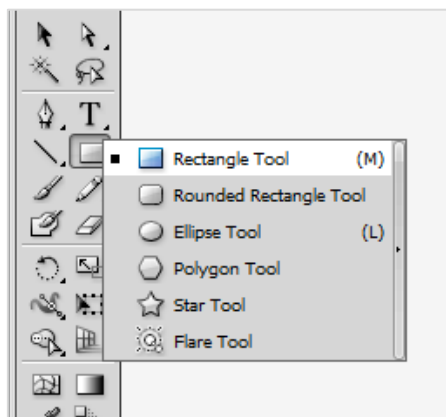 T
Rectangle Tool (M)
Rounded Rectangle Tool
Ellipse Tool (L)
Polygon Tool
Star Tool
Flare Tool